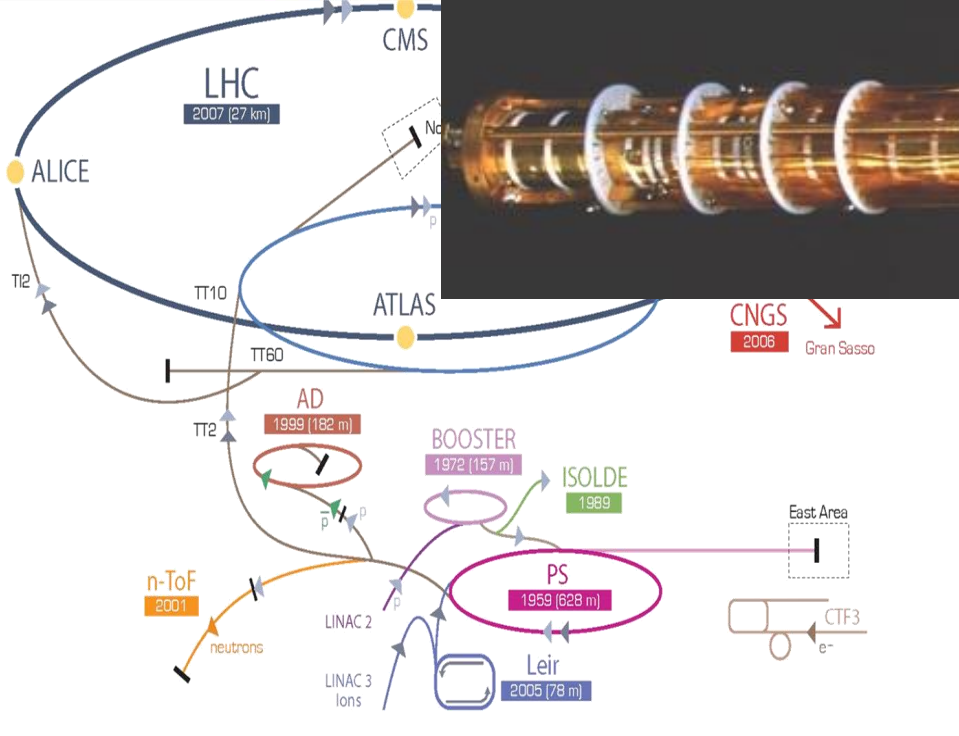 CMS
LHC
2007 (27 km)
No
ALICE
p
TI2
TT10
ATLAS
CNGS
2006
Gran Sasso
TT60
AD
1999 (182 m)
TT2
BOOSTER
1972 (157 m)
ISOLDE
1989
East Area
p
p
n-ToF
2001
PS
1959 (628 m)
p
LINAC 2
CTF3
neutrons
e-
Leir
2005 (78 m)
LINAC 3
Ions